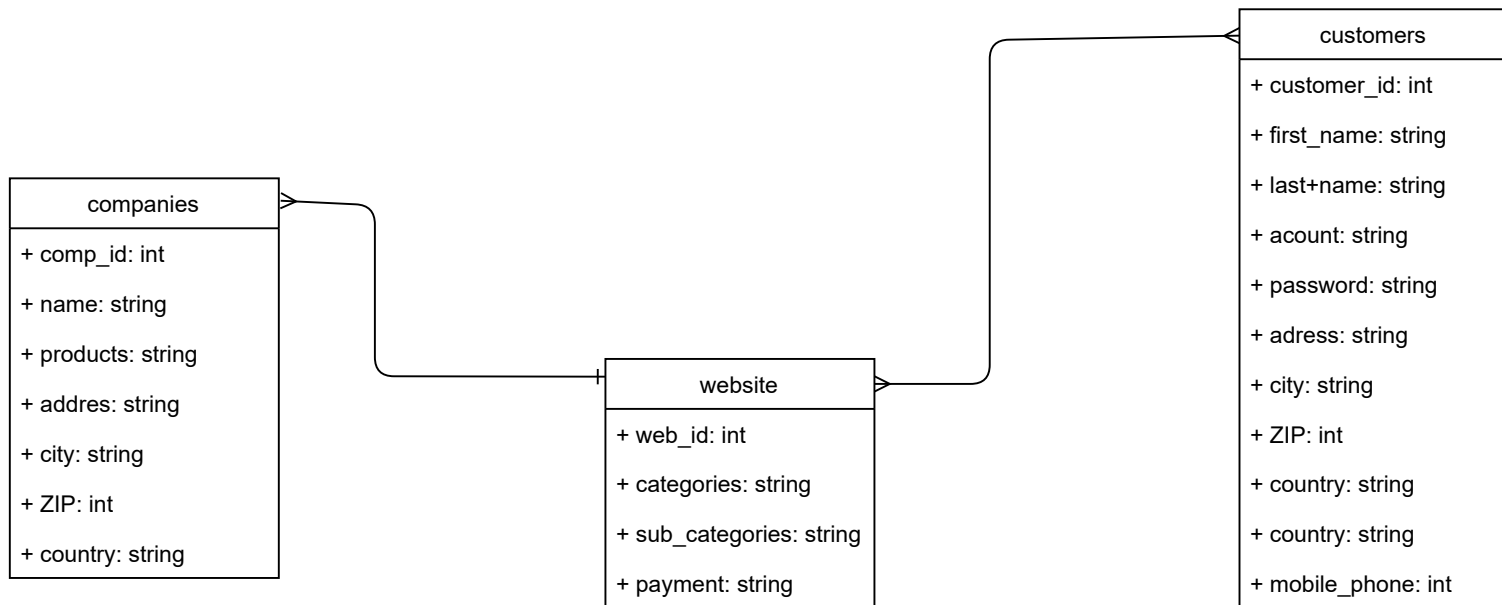 companies
+ comp_id: int
+ name: string
+ products: string
+ addres: string
+ city: string
+ ZIP: int
+ country: string
website
+ web_id: int
+ categories: string
+ sub_categories: string
+ payment: string
customers
+ customer_id: int
+ first_name: string
+ last+name: string
+ acount: string
+ password: string
+ adress: string
+ city: string
+ ZIP: int
+ country: string
+ country: string
+ mobile_phone: int